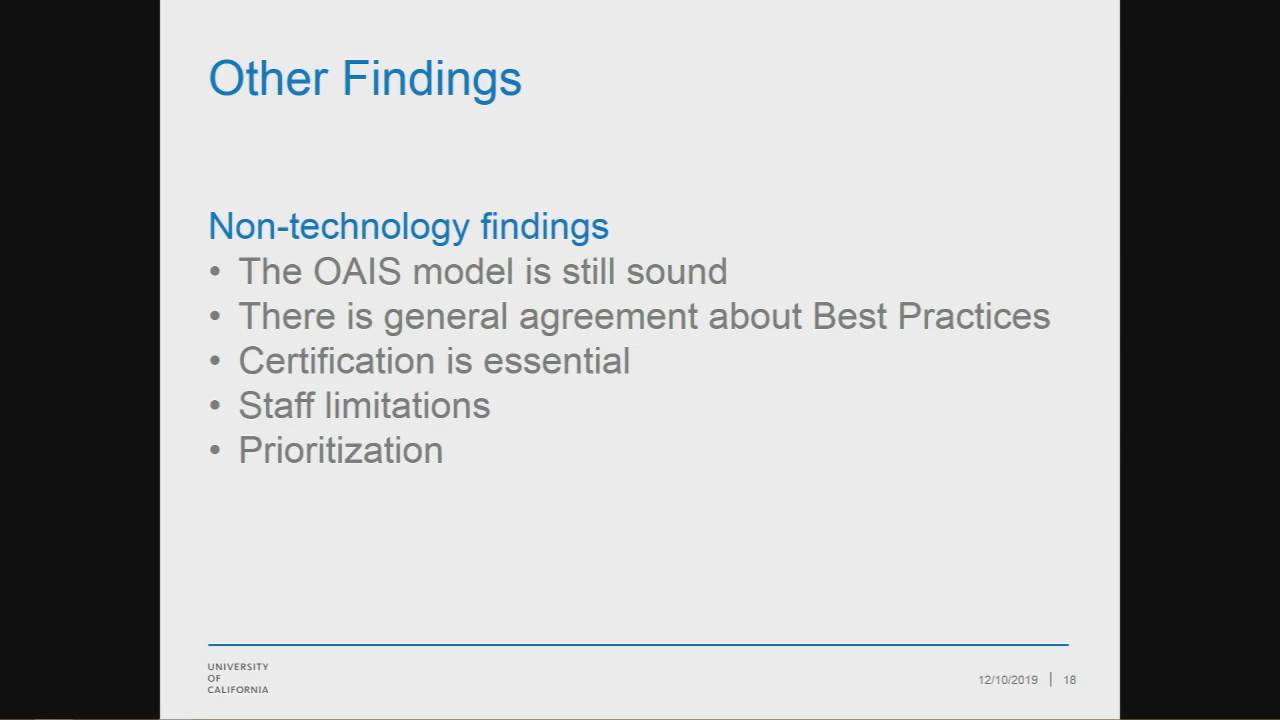 Other Findings
Non-technology findings
• The OAIS model is still sound
• There is general agreement about Best Practices
• Certification is essential
• Staff limitations
• Prioritization
UNIVERSITY
OF
CALIFORNIA
12/10/2019 | 18